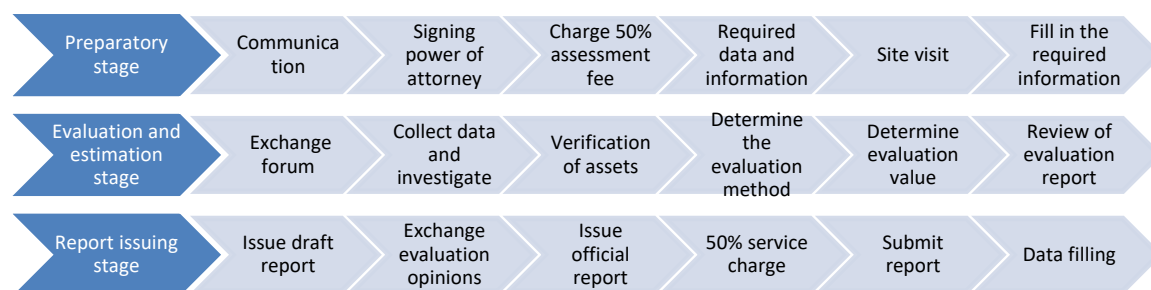 Preparatory
stage
Communica
tion
Signing
power of
attorney
Charge 50%
assessment
fee
Required
data and
information
Site visit
Fill in the
required
information
Evaluation and
estimation
stage
Exchange
forum
Collect data
and
investigate
Verification
of assets
Determine
the
evaluation
method
Determine
evaluation
value
Review of
evaluation
report
Report issuing
stage
Issue draft
report
Exchange
evaluation
opinions
Issue
official
report
50% service
charge
Submit
report
Data filling